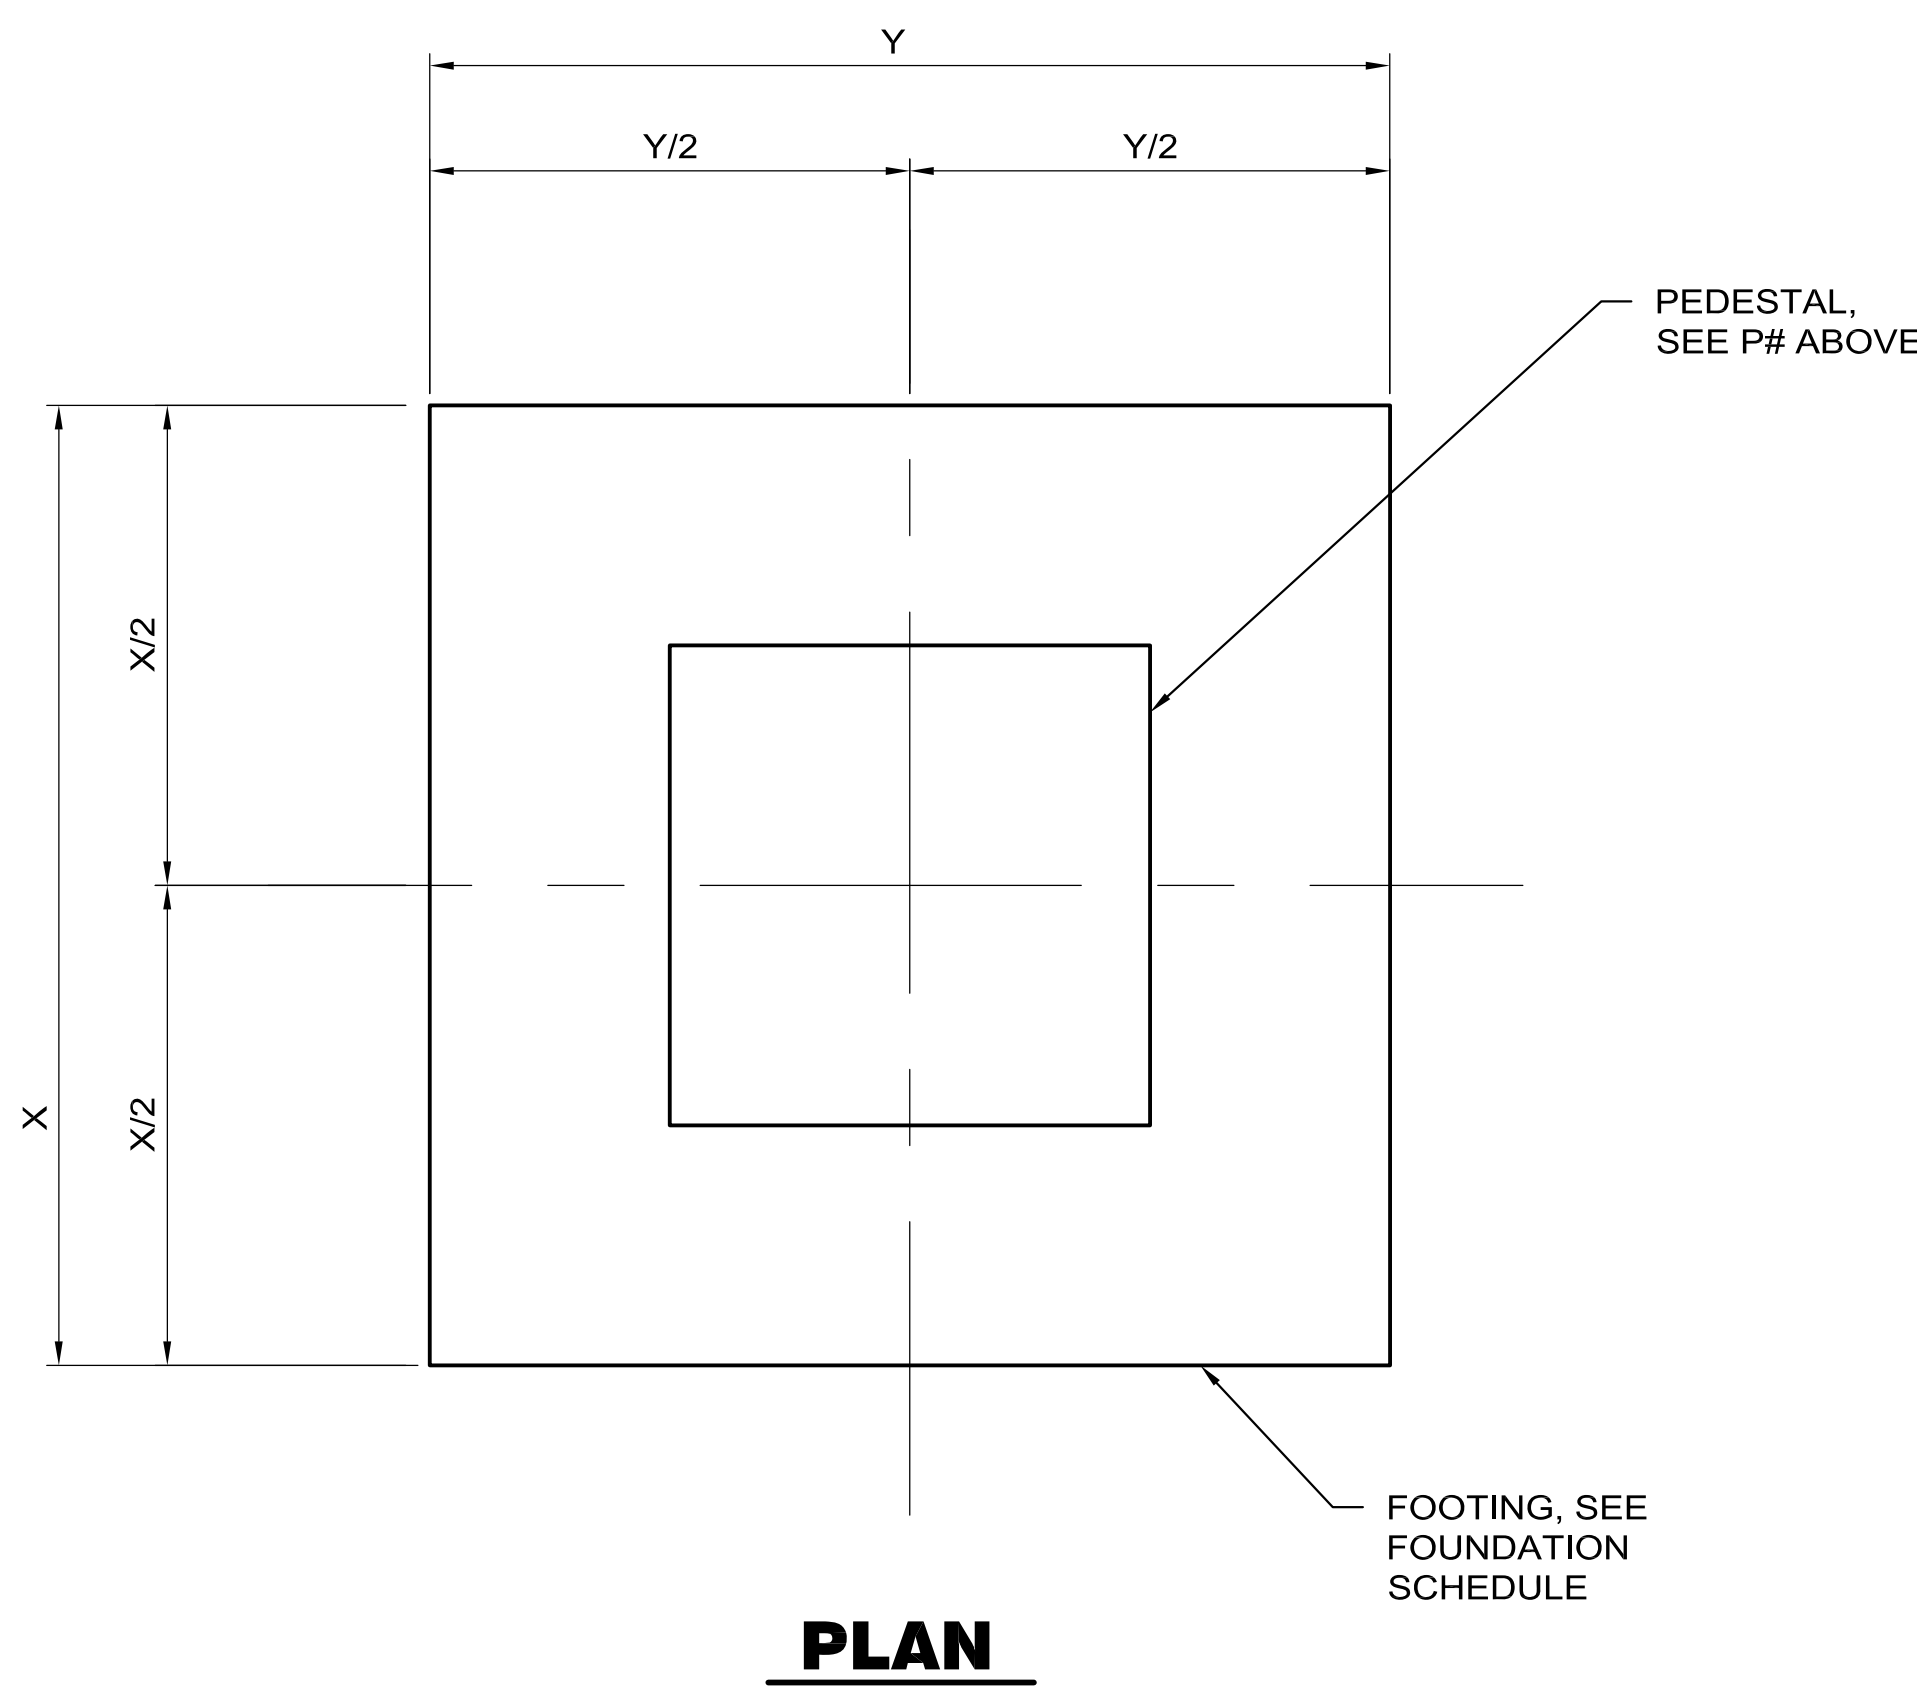 Y
Y/2
Y/2
PEDESTAL,
SEE P# ABOVE
X/2
X
X/2
FOOTING, SEE
FOUNDATION
SCHEDULE
PLAN